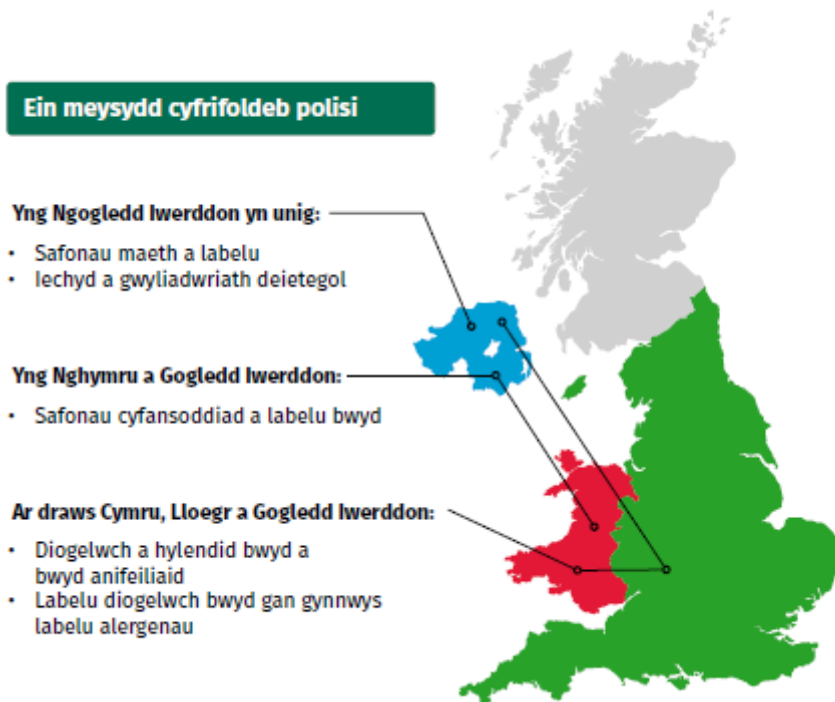 Ein meysydd cyfrifoldeb polisi
Yng Ngogledd Iwerddon yn unig:
• Safonau maeth a labelu
• Iechyd a gwyliadwriath deietegol
Yng Nghymru a Gogledd Iwerddon:
• Safonau cyfansoddiad a labelu bwyd
Ar draws Cymru, Lloegr a Gogledd Iwerddon:
• Diogelwch a hylendid bwyd a
bwyd anifeiliaid
• Labelu diogelwch bwyd gan gynnwys
labelu alergenau